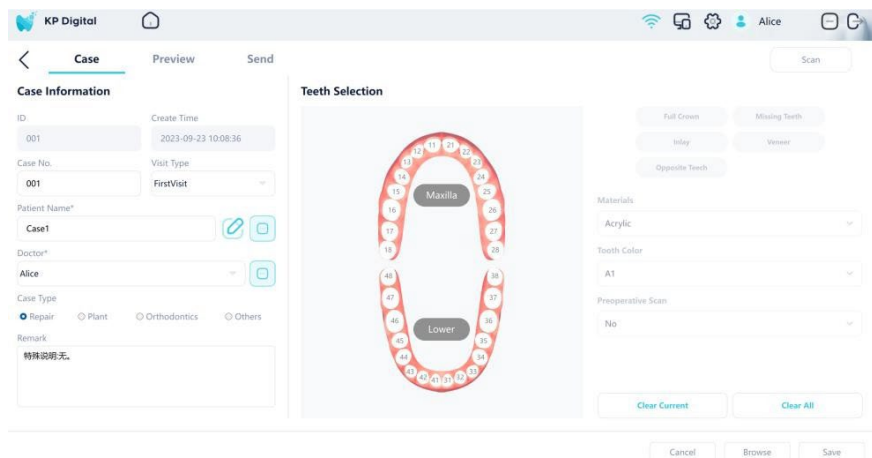 KP Digital
Alice
Case Preview Send
Scan
Case Information
ID Create Time
001 2023-09-23 10:08:36
Case No. Visit Type
001 FirstVisit
Patient Name*
Case1
Doctor*
Alice
Case Type
Repair Plant Orthodontics Others
Remark
特殊说明:无。
Teeth Selection
11 21
12 22
13 23
14 24
15 25
Maxilla
16 26
17 27
18 28
48 38
47 37
46 36
Lower
45 35
44 34
43 33
42 41 31 32
Full Crown Missing Teeth
Inlay Veneer
Opposite Teech
Materials
Acrylic
Tooth Color
A1
Preoperative Scan
No
Clear Current Clear All
Cancel Browse Save